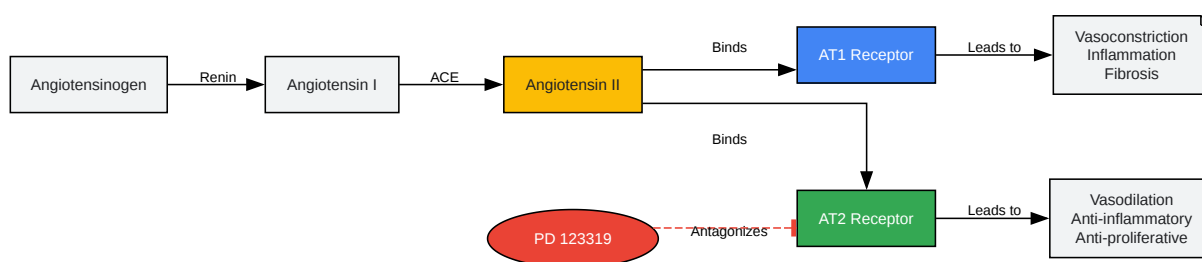 Angiotensinogen
Renin
Angiotensin I
ACE
Angiotensin II
Binds
AT1 Receptor
Leads to
Vasoconstriction
Inflammation
Fibrosis
Binds
PD 123319
Antagonizes
AT2 Receptor
Leads to
Vasodilation
Anti-inflammatory
Anti-proliferative